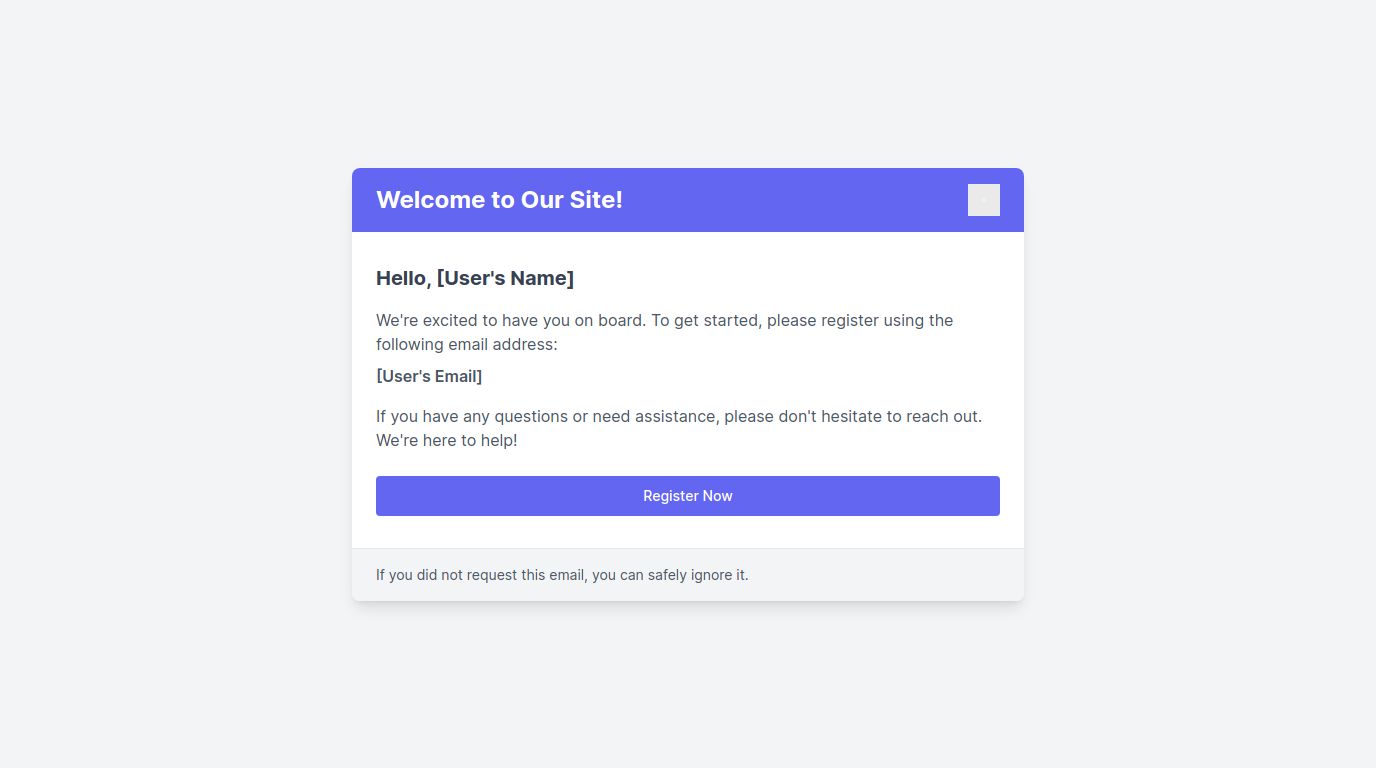 Welcome to Our Site!
Hello, [User's Name]
We're excited to have you on board. To get started, please register using the
following email address:
[User's Email]
If you have any questions or need assistance, please don't hesitate to reach out.
We're here to help!
Register Now
If you did not request this email, you can safely ignore it.